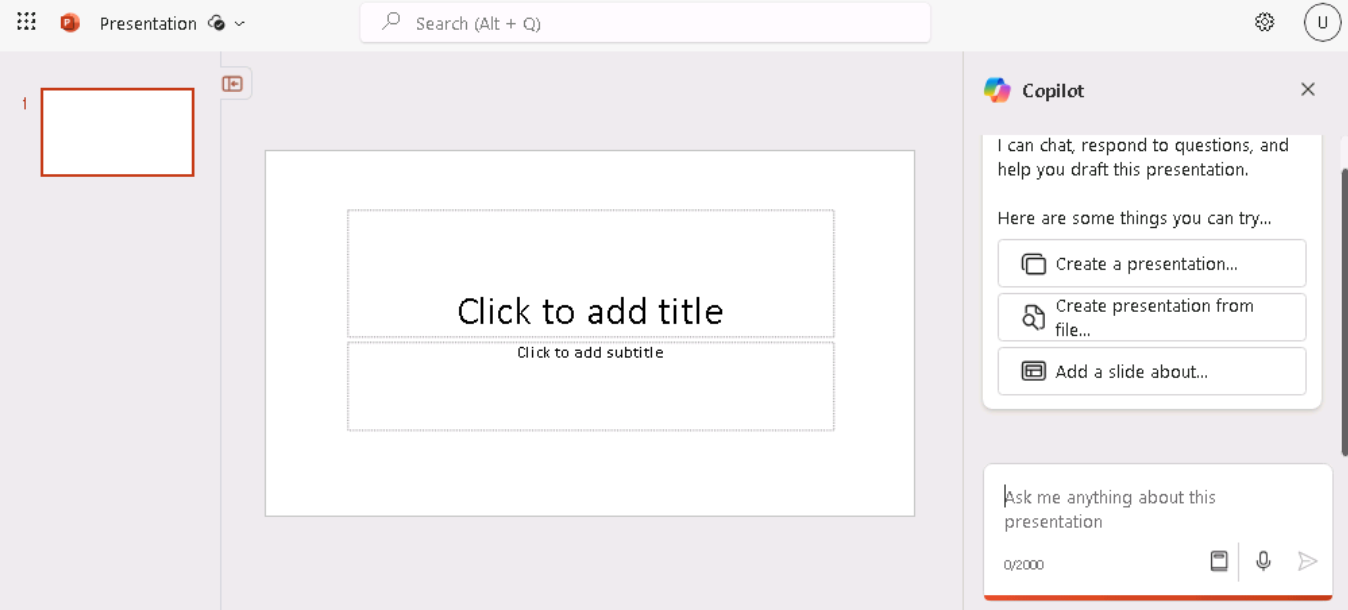 Presentation
Search (Alt + Q)
U
1
Click to add title
Click to add subtitle
Copilot
I can chat, respond to questions, and
help you draft this presentation.
Here are some things you can try...
Create a presentation...
Create presentation from
file...
Add a slide about...
Ask me anything about this
presentation
0/2000